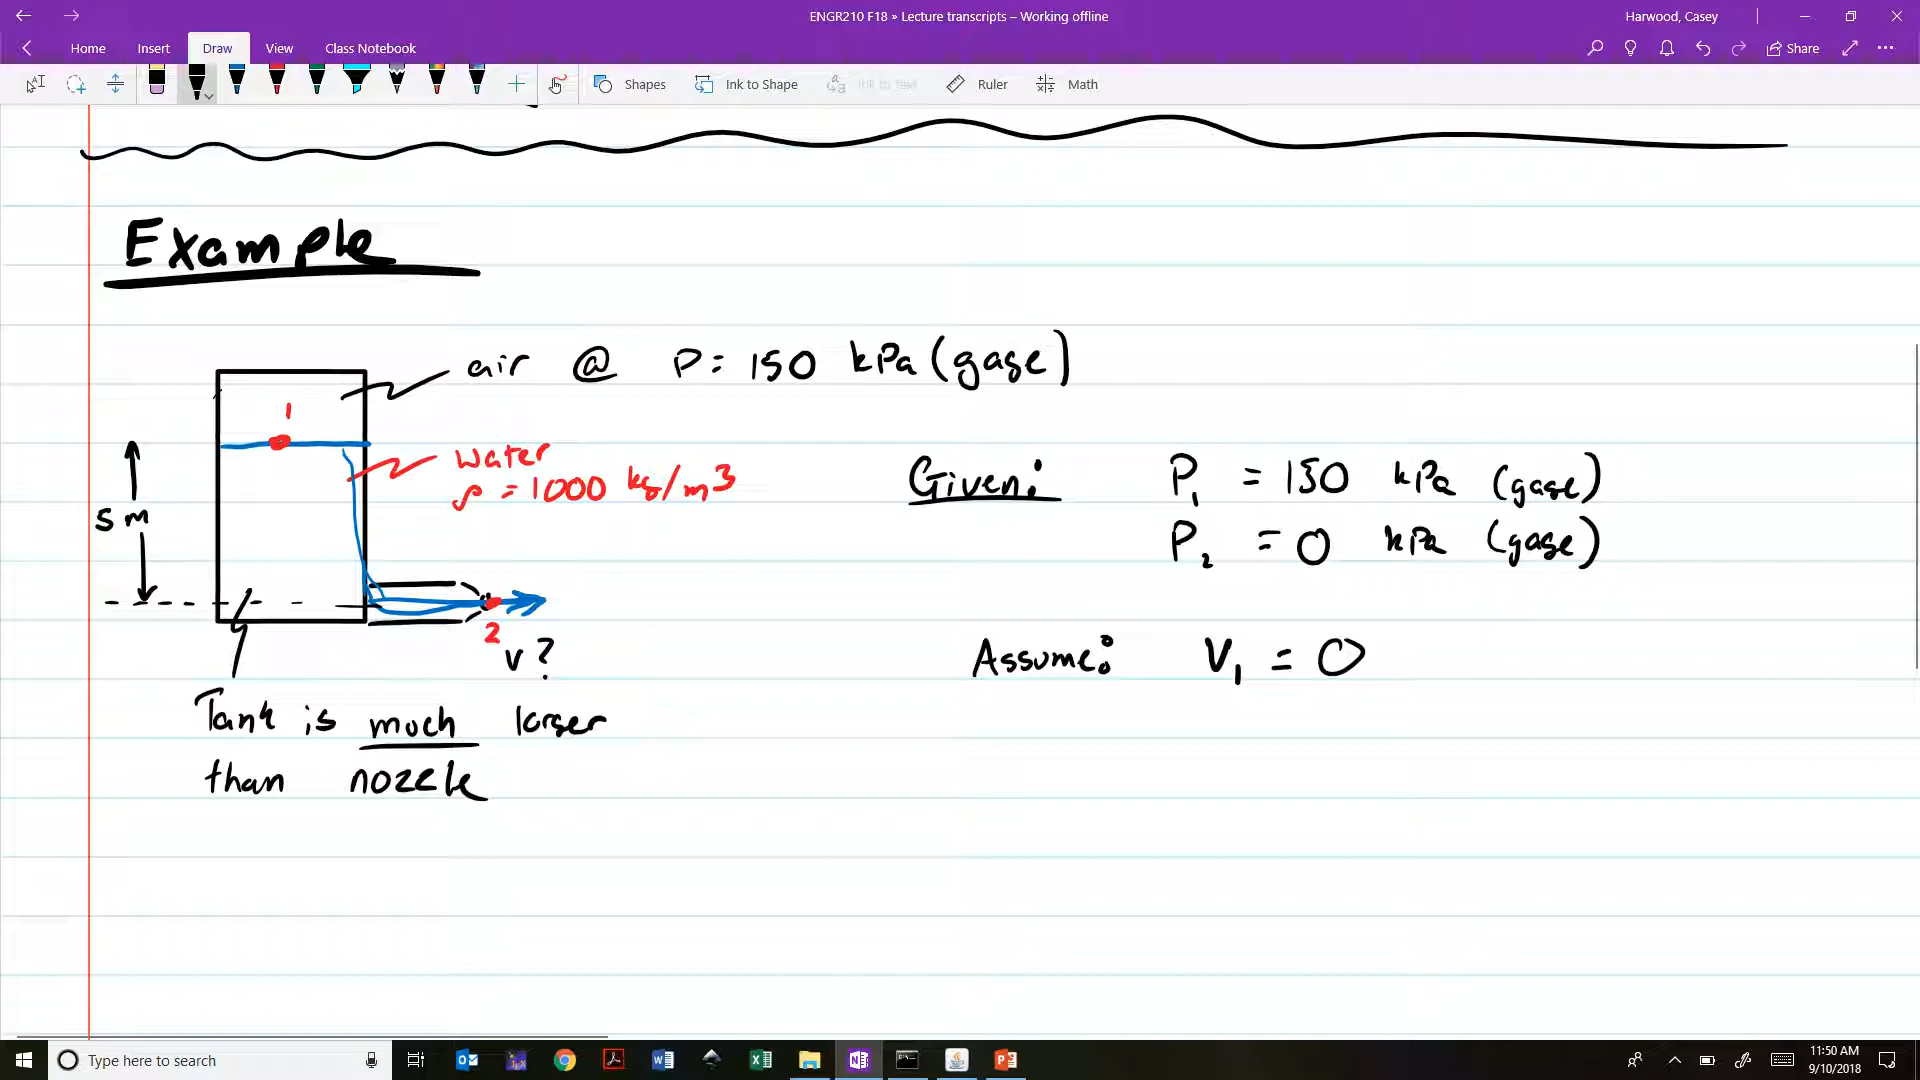 ENGR210 F18 » Lecture transcripts – Working offline
Harwood, Casey
Home Insert Draw View Class Notebook
Share
Shapes Ink to Shape Ink to Text Ruler Math
Example
air @ P = 150 kPa (gage)
1
water
ρ = 1000 kg/m3
5 m
2
v?
Tank is much larger
than nozzle
Given: P1 = 150 kPa (gage)
P2 = 0 kPa (gage)
Assume: V1 = 0
Type here to search
11:50 AM
9/10/2018